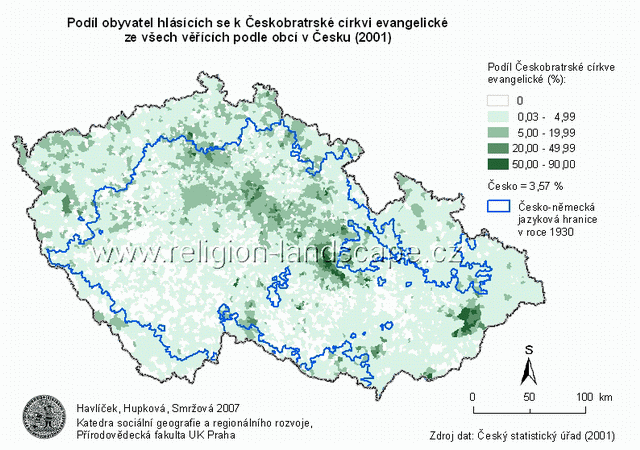 Podíl obyvatel hlásících se k Českobratrské církvi evangelické
ze všech věřících podle obcí v Česku (2001)
Podíl Českobratrské církve
evangelické (%):
0
0,03 - 4,99
5,00 - 19,99
20,00 - 49,99
50,00 - 90,00
Česko = 3,57 %
Česko-německá
jazyková hranice
v roce 1930
www.religion-landscape.cz
S
0 50 100 km
Havlíček, Hupková, Smržová 2007
Katedra sociální geografie a regionálního rozvoje,
Přírodovědecká fakulta UK Praha
Zdroj dat: Český statistický úřad (2001)